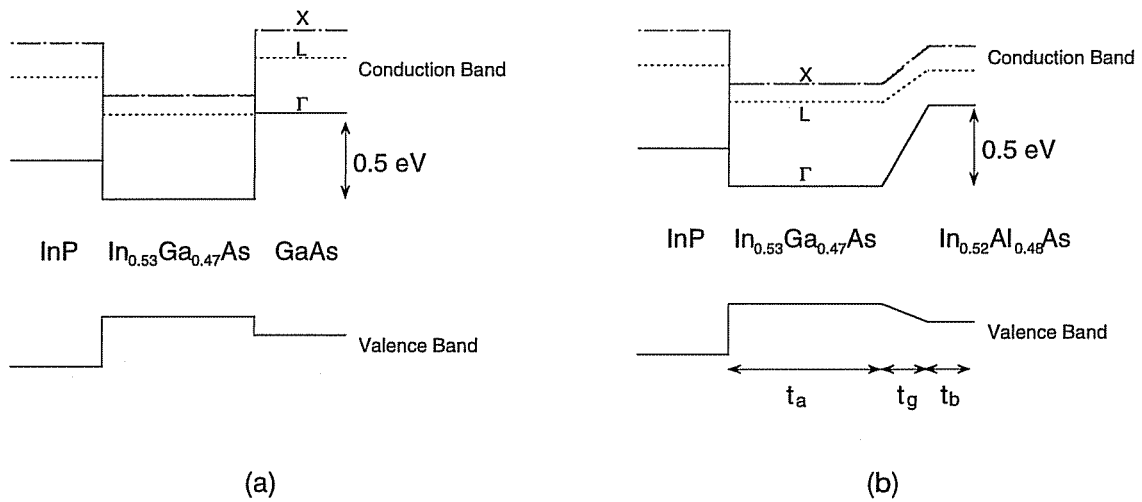 X
L
Conduction Band
Γ
0.5 eV
InP In₀.₅₃Ga₀.₄₇As GaAs
Valence Band
(a)
Conduction Band
X
L
Γ
0.5 eV
InP In₀.₅₃Ga₀.₄₇As In₀.₅₂Al₀.₄₈As
Valence Band
ta tg tb
(b)